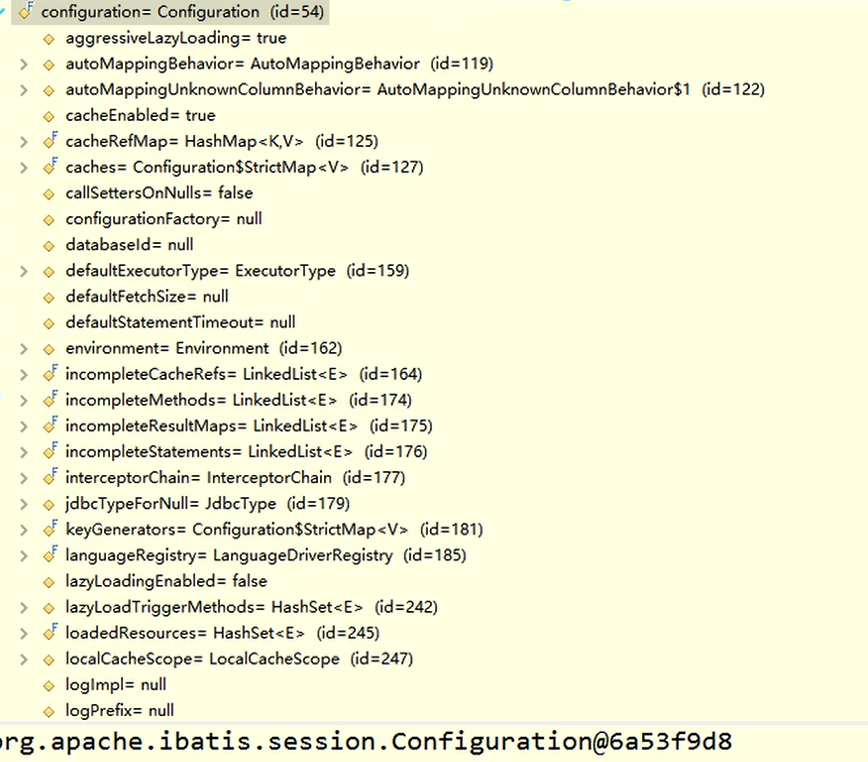 configuration= Configuration (id=54)
aggressiveLazyLoading= true
autoMappingBehavior= AutoMappingBehavior (id=119)
autoMappingUnknownColumnBehavior= AutoMappingUnknownColumnBehavior$1 (id=122)
cacheEnabled= true
cacheRefMap= HashMap<K,V> (id=125)
caches= Configuration$StrictMap<V> (id=127)
callSettersOnNulls= false
configurationFactory= null
databaseId= null
defaultExecutorType= ExecutorType (id=159)
defaultFetchSize= null
defaultStatementTimeout= null
environment= Environment (id=162)
incompleteCacheRefs= LinkedList<E> (id=164)
incompleteMethods= LinkedList<E> (id=174)
incompleteResultMaps= LinkedList<E> (id=175)
incompleteStatements= LinkedList<E> (id=176)
interceptorChain= InterceptorChain (id=177)
jdbcTypeForNull= JdbcType (id=179)
keyGenerators= Configuration$StrictMap<V> (id=181)
languageRegistry= LanguageDriverRegistry (id=185)
lazyLoadingEnabled= false
lazyLoadTriggerMethods= HashSet<E> (id=242)
loadedResources= HashSet<E> (id=245)
localCacheScope= LocalCacheScope (id=247)
logImpl= null
logPrefix= null
org.apache.ibatis.session.Configuration@6a53f9d8